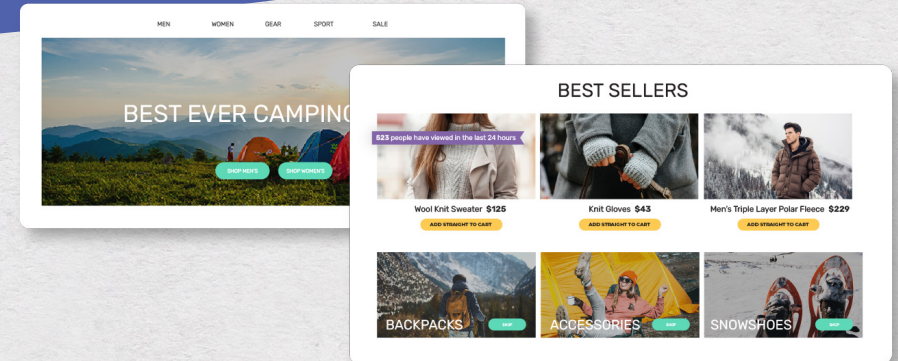 MEN WOMEN GEAR SPORT SALE
BEST EVER CAMPING
SHOP MEN'S SHOP WOMEN'S
BEST SELLERS
523 people have viewed in the last 24 hours
Wool Knit Sweater $125
ADD STRAIGHT TO CART
Knit Gloves $43
ADD STRAIGHT TO CART
Men's Triple Layer Polar Fleece $229
ADD STRAIGHT TO CART
BACKPACKS SHOP
ACCESSORIES SHOP
SNOWSHOES SHOP